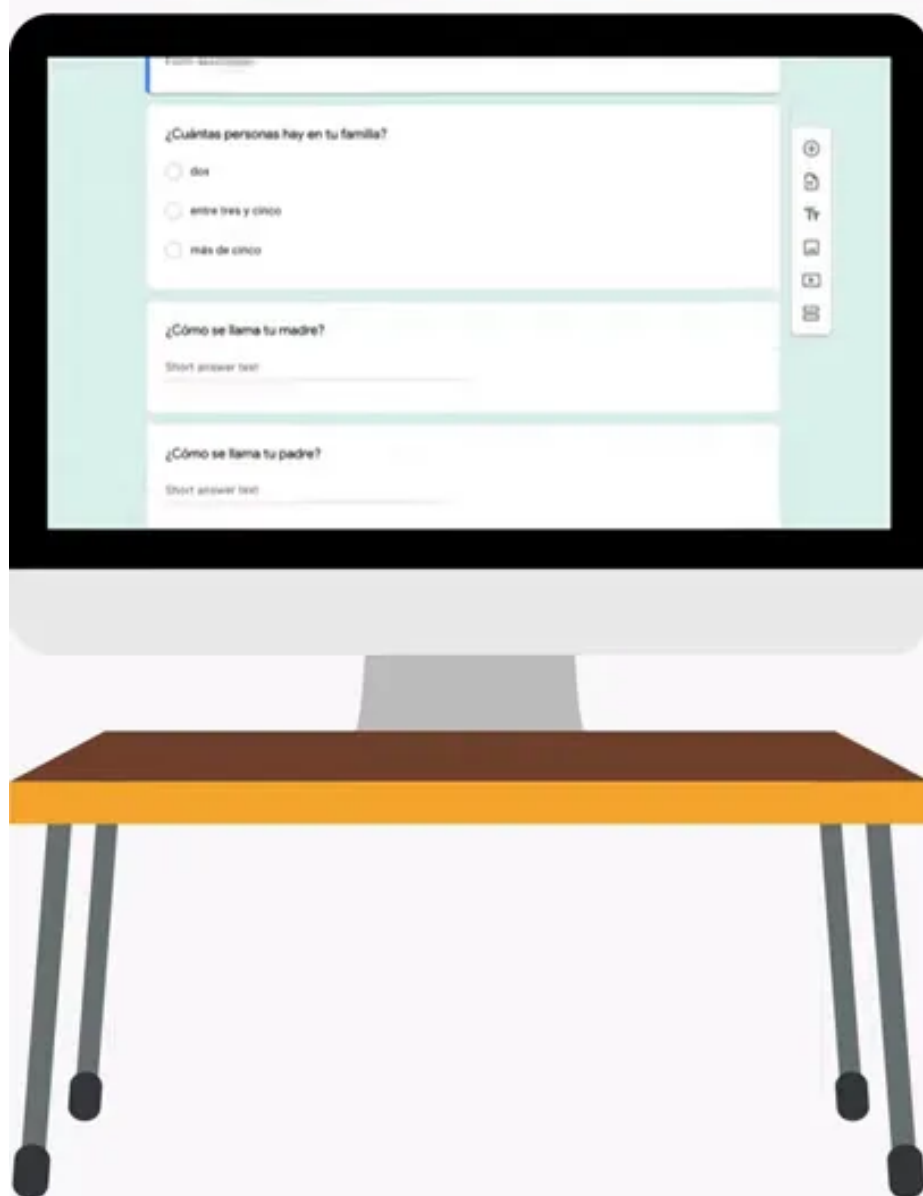 ¿Cuántas personas hay en tu familia?
dos
entre tres y cinco
más de cinco
¿Cómo se llama tu madre?
Short answer text
¿Cómo se llama tu padre?
Short answer text
Tr